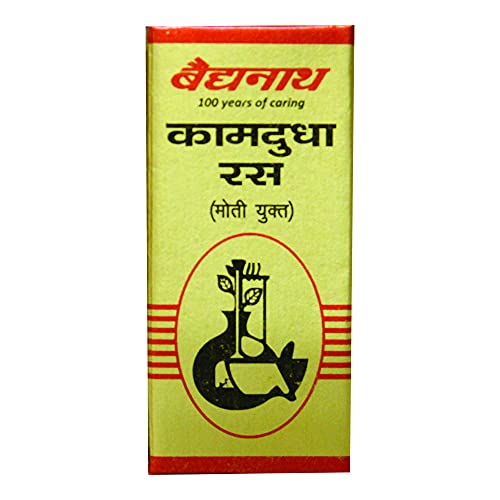 बैद्यनाथ
100 years of caring
कामदुधा
रस
(मोती युक्त)